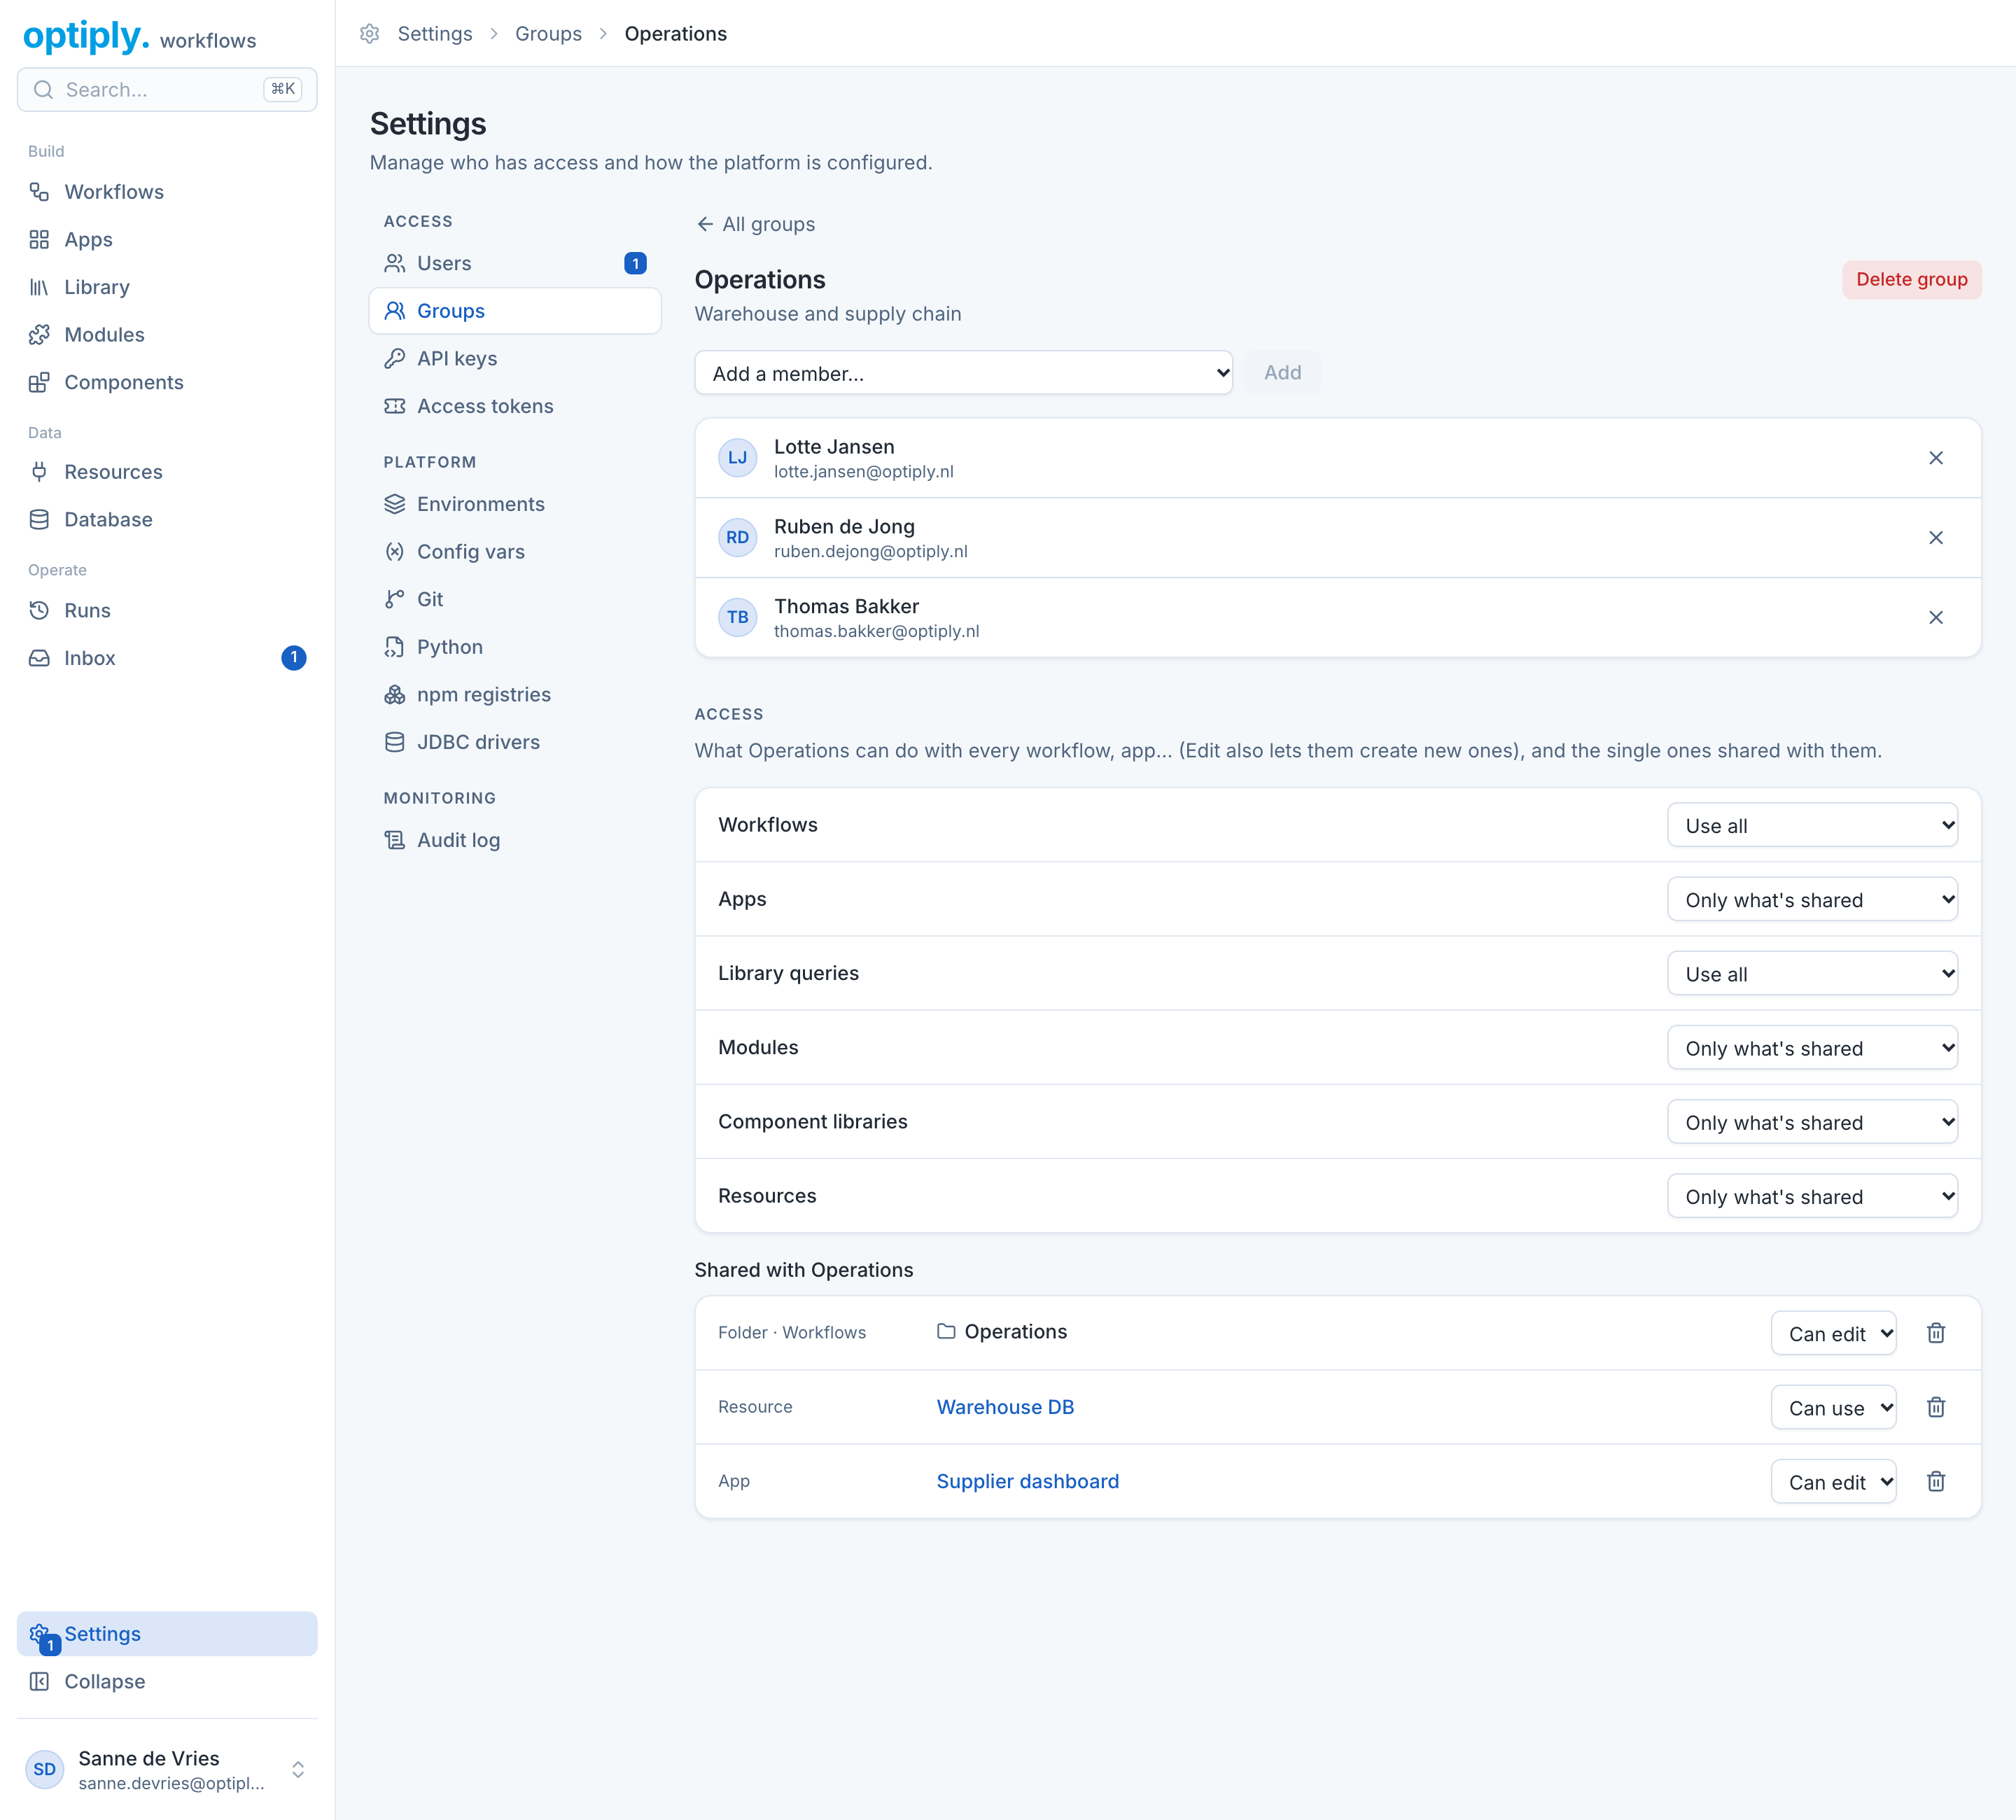 optiply. workflows
Search...
⌘K
Build
Workflows
Apps
Library
Modules
Components
Data
Resources
Database
Operate
Runs
Inbox
1
1
Settings
Collapse
SD
Sanne de Vries
sanne.devries@optipl...
Settings
Groups
Operations
Settings
Manage who has access and how the platform is configured.
ACCESS
Users
1
Groups
API keys
Access tokens
PLATFORM
Environments
Config vars
Git
Python
npm registries
JDBC drivers
MONITORING
Audit log
All groups
Operations
Delete group
Warehouse and supply chain
Add a member...
Add
LJ
Lotte Jansen
lotte.jansen@optiply.nl
RD
Ruben de Jong
ruben.dejong@optiply.nl
TB
Thomas Bakker
thomas.bakker@optiply.nl
ACCESS
What Operations can do with every workflow, app... (Edit also lets them create new ones), and the single ones shared with them.
Workflows
Use all
Apps
Only what's shared
Library queries
Use all
Modules
Only what's shared
Component libraries
Only what's shared
Resources
Only what's shared
Shared with Operations
Folder · Workflows
Operations
Can edit
Resource
Warehouse DB
Can use
App
Supplier dashboard
Can edit